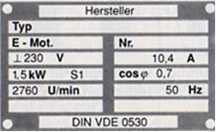 Hersteller
Typ
E - Mot. Nr.
⊥ 230 V 10,4 A
1.5 kW S1 cos φ 0,7
2760 U/min 50 Hz
DIN VDE 0530